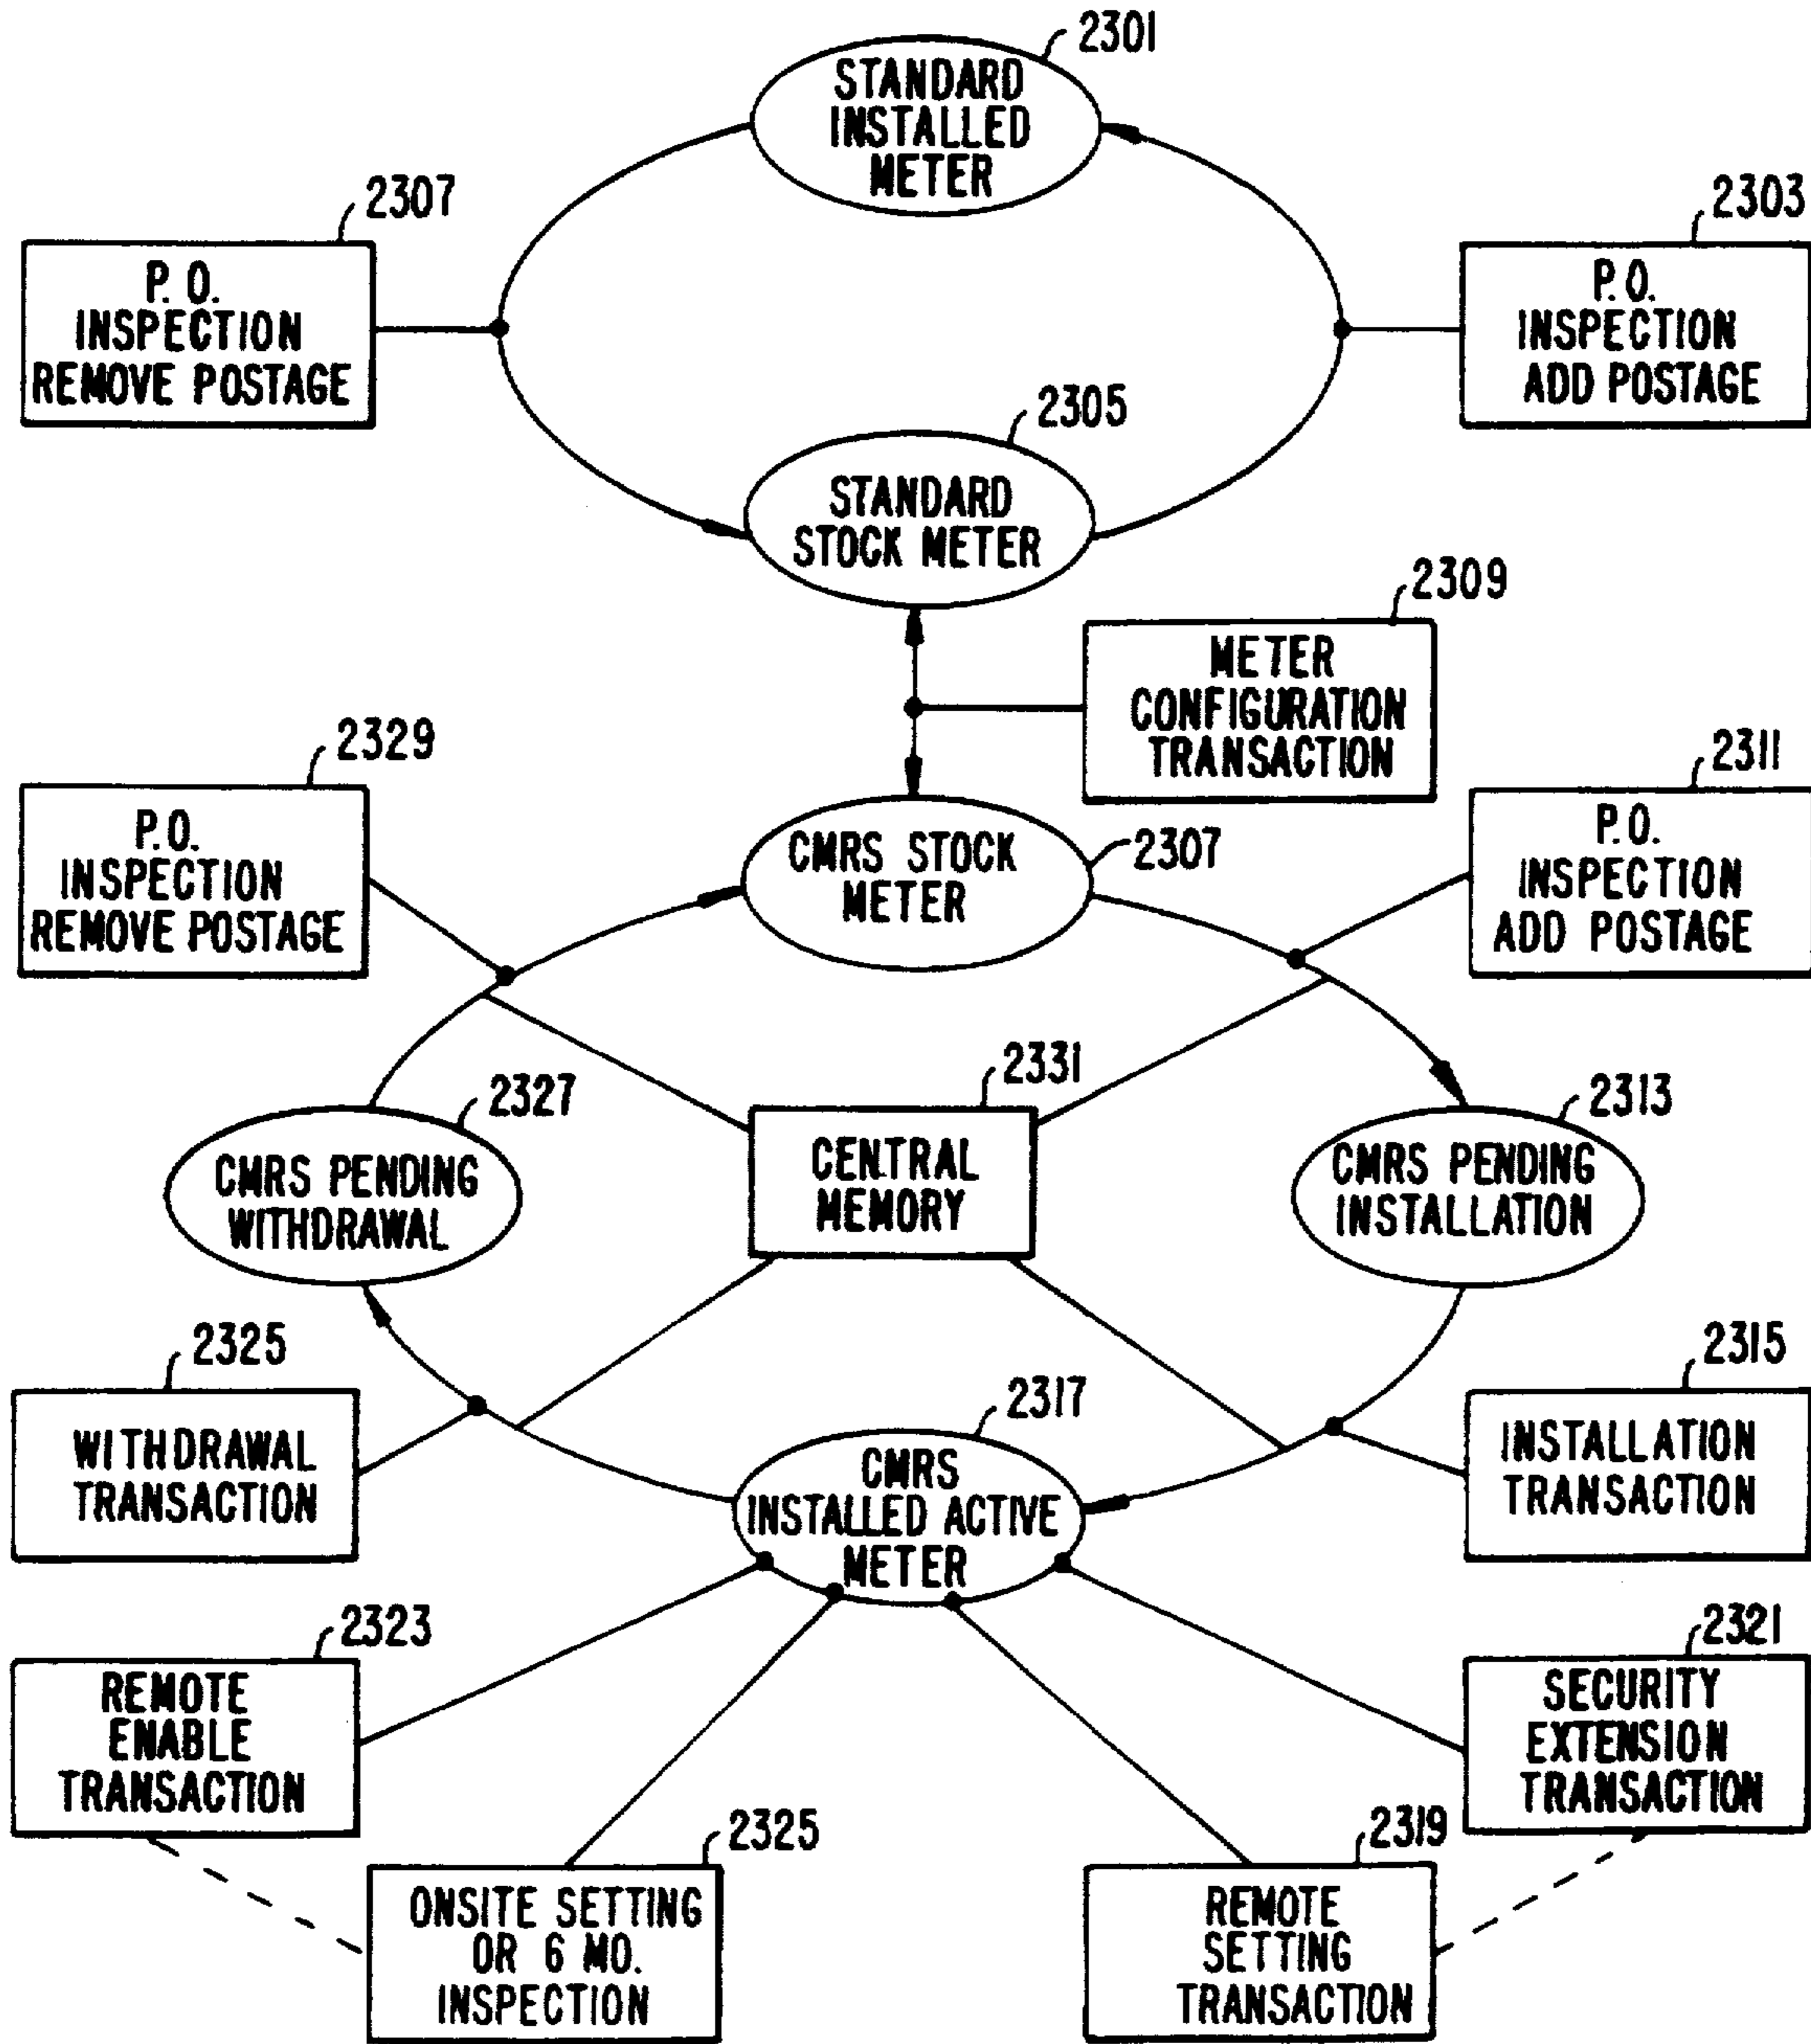 2301
STANDARD
INSTALLED
METER
2307
P. O.
INSPECTION
REMOVE POSTAGE
2303
P. O.
INSPECTION
ADD POSTAGE
2305
STANDARD
STOCK METER
2309
METER
CONFIGURATION
TRANSACTION
2329
P. O.
INSPECTION
REMOVE POSTAGE
CMRS STOCK
METER
2307
2311
P. O.
INSPECTION
ADD POSTAGE
2327
CMRS PENDING
WITHDRAWAL
2331
CENTRAL
MEMORY
2313
CMRS PENDING
INSTALLATION
2325
WITHDRAWAL
TRANSACTION
2317
CMRS
INSTALLED ACTIVE
METER
2315
INSTALLATION
TRANSACTION
2323
REMOTE
ENABLE
TRANSACTION
2321
SECURITY
EXTENSION
TRANSACTION
2325
ONSITE SETTING
OR 6 MO.
INSPECTION
2319
REMOTE
SETTING
TRANSACTION